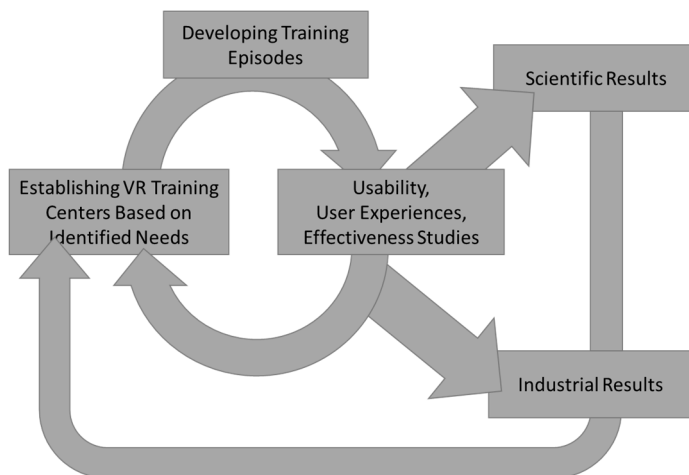 Developing Training
Episodes
Scientific Results
Establishing VR Training
Centers Based on
Identified Needs
Usability,
User Experiences,
Effectiveness Studies
Industrial Results